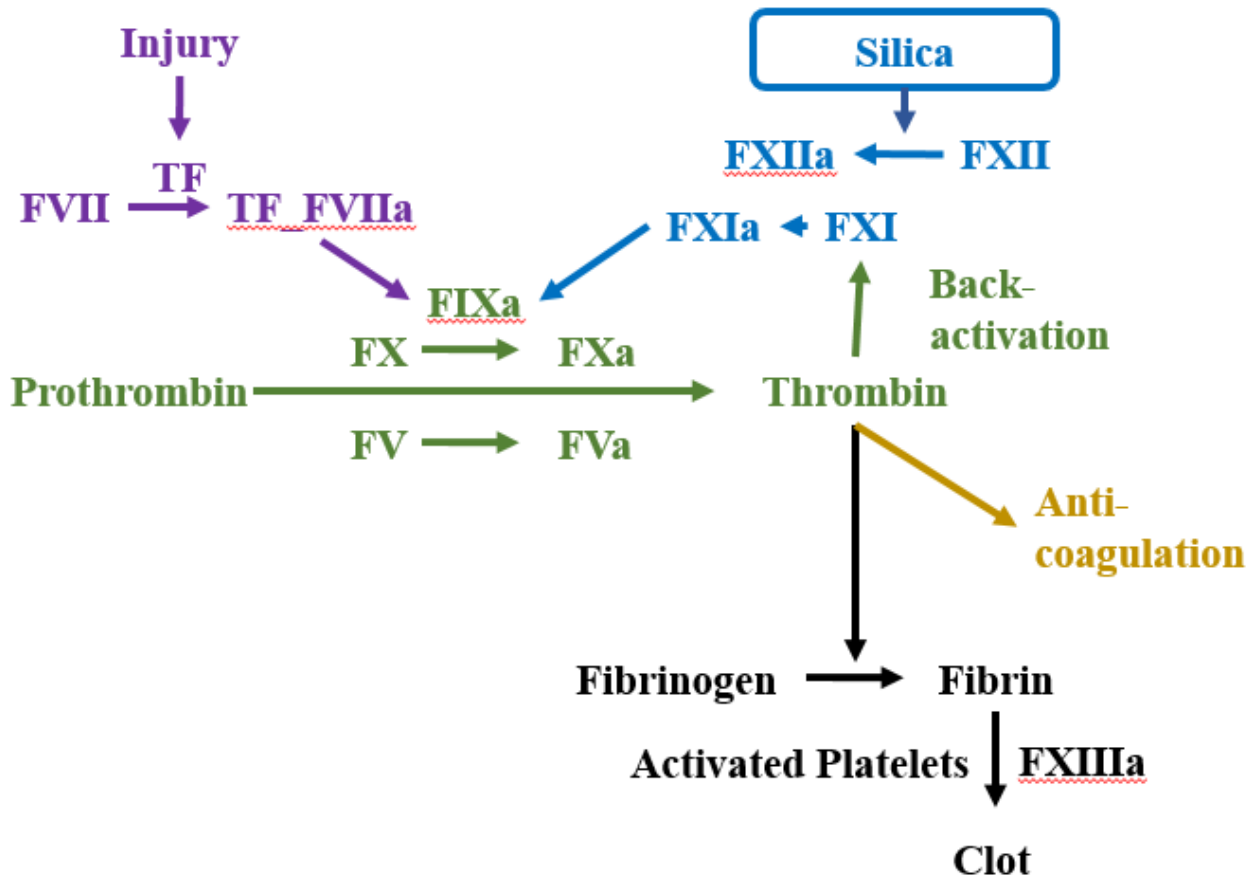 Injury
Silica
TF
FXIIa
FXII
FVII
TF_FVIIa
FXIa
FXI
FIXa
Back-
activation
FX
FXa
Prothrombin
Thrombin
FV
FVa
Anti-
coagulation
Fibrinogen
Fibrin
Activated Platelets
FXIIIa
Clot